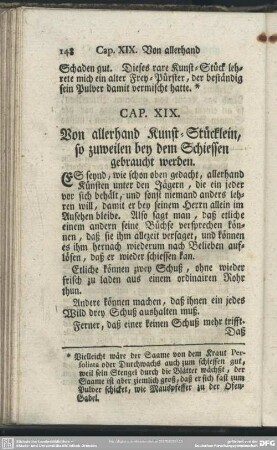 148 Cap. XIX. Von allerhand
Schaden gut. Dieses rare Kunst-Stück leh-
rete mich ein alter Frey-Pürster, der beständig
sein Pulver damit vermischt hatte. *
CAP. XIX.
Von allerhand Kunst-Stücklein,
so zuweilen bey dem Schiessen
gebraucht werden.
ES seynd, wie schon oben gedacht, allerhand
Künsten unter den Jägern, die ein jeder
vor sich behält, und sonst niemand anders leh-
ren will, damit er bey seinem Herrn allein im
Ansehen bleibe. Also sagt man, daß etliche
einem andern seine Büchse versprechen kön-
nen, daß sie ihm allezeit versaget, und können
es ihm hernach wiederum nach Belieben auf-
lösen, daß er wieder schiessen kan.
Etliche können zwey Schuß, ohne wieder
frisch zu laden aus einem ordinairen Rohr
thun.
Andere können machen, daß ihnen ein jedes
Wild drey Schuß aushalten muß.
Ferner, daß einer keinen Schuß mehr trifft.
Daß
* Vielleicht wäre der Saame von dem Kraut Per-
foliata oder Durchwachs auch zum schiessen gut,
weil sein Stengel durch die Blätter wächßt, der
Saame ist aber ziemlich groß, daß er sich fast zum
Pulver schicket, wie Mauspfeffer zu der Ofen-
Gabel.